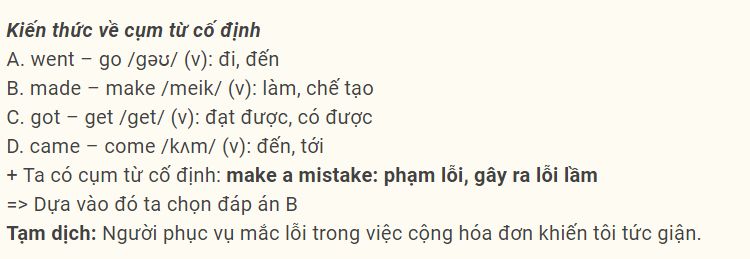 Kiến thức về cụm từ cố định
A. went – go /gəʊ/ (v): đi, đến
B. made – make /meik/ (v): làm, chế tạo
C. got – get /get/ (v): đạt được, có được
D. came – come /kʌm/ (v): đến, tới
+ Ta có cụm từ cố định: make a mistake: phạm lỗi, gây ra lỗi lầm
=> Dựa vào đó ta chọn đáp án B
Tạm dịch: Người phục vụ mắc lỗi trong việc cộng hóa đơn khiến tôi tức giận.